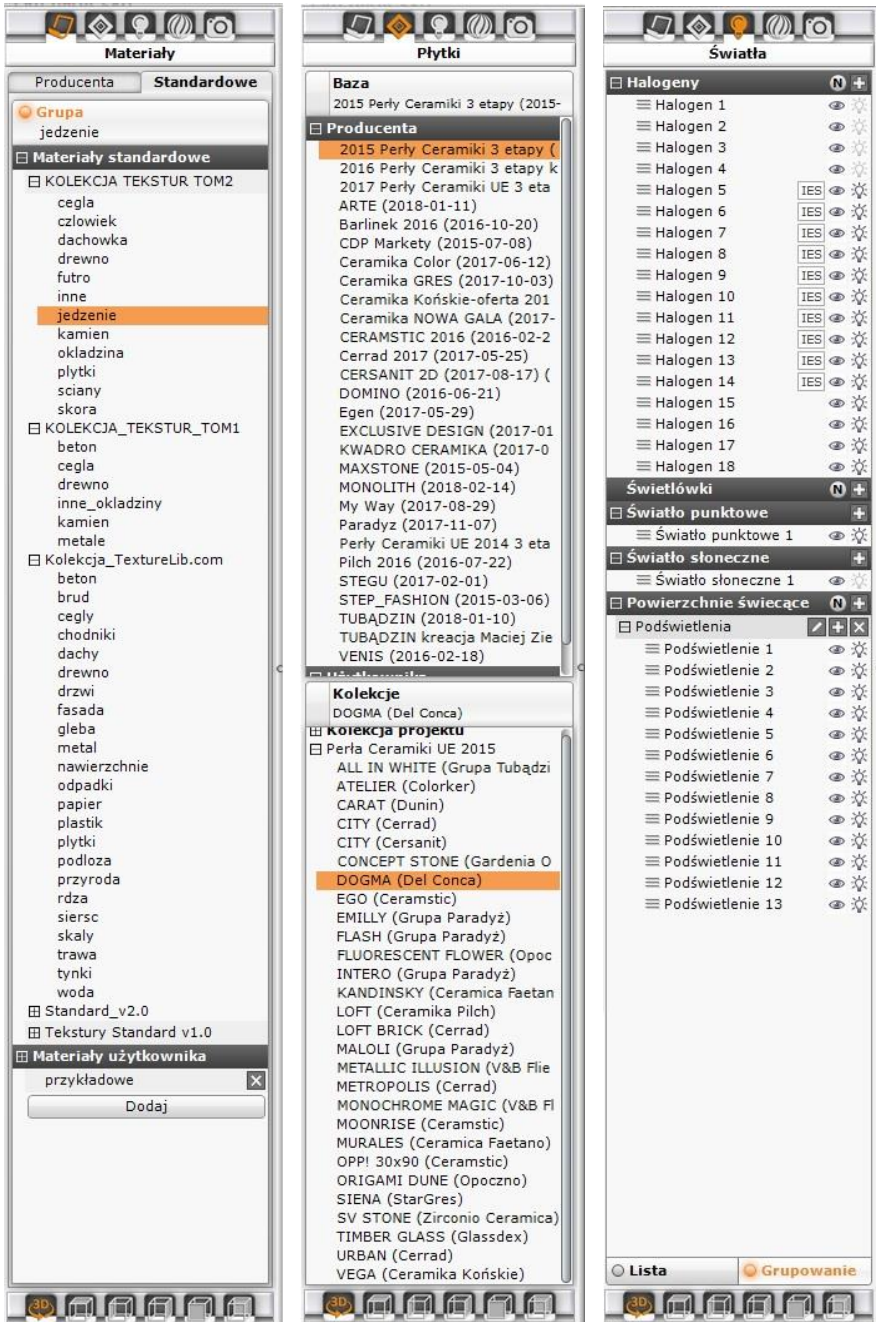 Materiały
Producenta Standardowe
Grupa
jedzenie
Materiały standardowe
KOLEKCJA TEKSTUR TOM2
cegla
czlowiek
dachowka
drewno
futro
inne
jedzenie
kamien
okladzina
plytki
sciany
skora
KOLEKCJA_TEKSTUR_TOM1
beton
cegla
drewno
inne_okladziny
kamien
metale
Kolekcja_TextureLib.com
beton
brud
cegly
chodniki
dachy
drewno
drzwi
fasada
gleba
metal
nawierzchnie
odpadki
papier
plastik
plytki
podloza
przyroda
rdza
siersc
skaly
trawa
tynki
woda
Standard_v2.0
Tekstury Standard v1.0
Materiały użytkownika
przykładowe
Dodaj
3D
Płytki
Baza
2015 Perły Ceramiki 3 etapy (2015-
Producenta
2015 Perły Ceramiki 3 etapy (
2016 Perły Ceramiki 3 etapy k
2017 Perły Ceramiki UE 3 eta
ARTE (2018-01-11)
Barlinek 2016 (2016-10-20)
CDP Markety (2015-07-08)
Ceramika Color (2017-06-12)
Ceramika GRES (2017-10-03)
Ceramika Końskie-oferta 201
Ceramika NOWA GALA (2017-
CERAMSTIC 2016 (2016-02-2
Cerrad 2017 (2017-05-25)
CERSANIT 2D (2017-08-17) (
DOMINO (2016-06-21)
Egen (2017-05-29)
EXCLUSIVE DESIGN (2017-01
KWADRO CERAMIKA (2017-0
MAXSTONE (2015-05-04)
MONOLITH (2018-02-14)
My Way (2017-08-29)
Paradyz (2017-11-07)
Perły Ceramiki UE 2014 3 eta
Pilch 2016 (2016-07-22)
STEGU (2017-02-01)
STEP_FASHION (2015-03-06)
TUBĄDZIN (2018-01-10)
TUBĄDZIN kreacja Maciej Zie
VENIS (2016-02-18)
Kolekcje
DOGMA (Del Conca)
Kolekcja projektu
Perła Ceramiki UE 2015
ALL IN WHITE (Grupa Tubądzi
ATELIER (Colorker)
CARAT (Dunin)
CITY (Cerrad)
CITY (Cersanit)
CONCEPT STONE (Gardenia O
DOGMA (Del Conca)
EGO (Ceramstic)
EMILLY (Grupa Paradyż)
FLASH (Grupa Paradyż)
FLUORESCENT FLOWER (Opoc
INTERO (Grupa Paradyż)
KANDINSKY (Ceramica Faetan
LOFT (Ceramika Pilch)
LOFT BRICK (Cerrad)
MALOLI (Grupa Paradyż)
METALLIC ILLUSION (V&B Flie
METROPOLIS (Cerrad)
MONOCHROME MAGIC (V&B Fl
MOONRISE (Ceramstic)
MURALES (Ceramica Faetano)
OPP! 30x90 (Ceramstic)
ORIGAMI DUNE (Opoczno)
SIENA (StarGres)
SV STONE (Zirconio Ceramica)
TIMBER GLASS (Glassdex)
URBAN (Cerrad)
VEGA (Ceramika Końskie)
3D
Światła
Halogeny N
Halogen 1
Halogen 2
Halogen 3
Halogen 4
Halogen 5 IES
Halogen 6 IES
Halogen 7 IES
Halogen 8 IES
Halogen 9 IES
Halogen 10 IES
Halogen 11 IES
Halogen 12 IES
Halogen 13 IES
Halogen 14 IES
Halogen 15
Halogen 16
Halogen 17
Halogen 18
Świetlówki N
Światło punktowe
Światło punktowe 1
Światło słoneczne
Światło słoneczne 1
Powierzchnie świecące N
Podświetlenia
Podświetlenie 1
Podświetlenie 2
Podświetlenie 3
Podświetlenie 4
Podświetlenie 5
Podświetlenie 6
Podświetlenie 7
Podświetlenie 8
Podświetlenie 9
Podświetlenie 10
Podświetlenie 11
Podświetlenie 12
Podświetlenie 13
Lista Grupowanie
3D